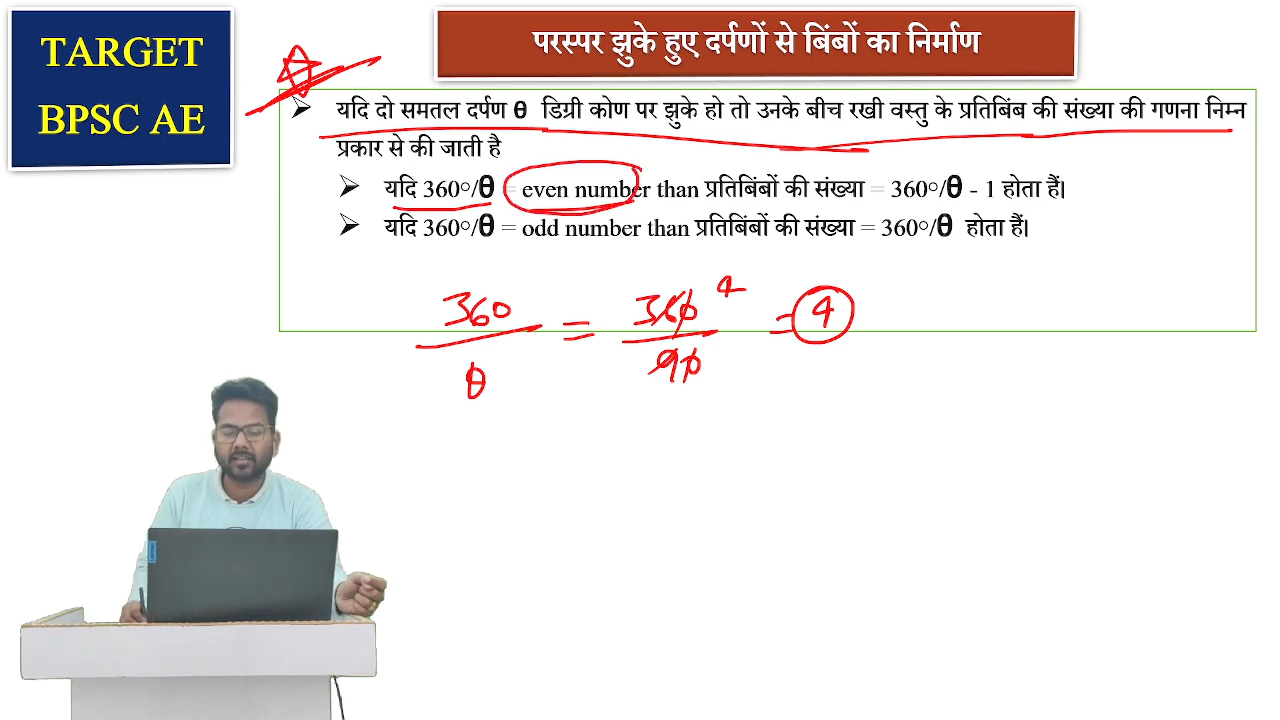 TARGET
BPSC AE
परस्पर झुके हुए दर्पणों से बिंबों का निर्माण
➤ यदि दो समतल दर्पण θ डिग्री कोण पर झुके हो तो उनके बीच रखी वस्तु के प्रतिबिंब की संख्या की गणना निम्न
प्रकार से की जाती है
➤ यदि 360○/θ = even number than प्रतिबिंबों की संख्या = 360○/θ - 1 होता हैं।
➤ यदि 360○/θ = odd number than प्रतिबिंबों की संख्या = 360○/θ होता हैं।
360/θ = 360/90 4 = 4
Lenovo